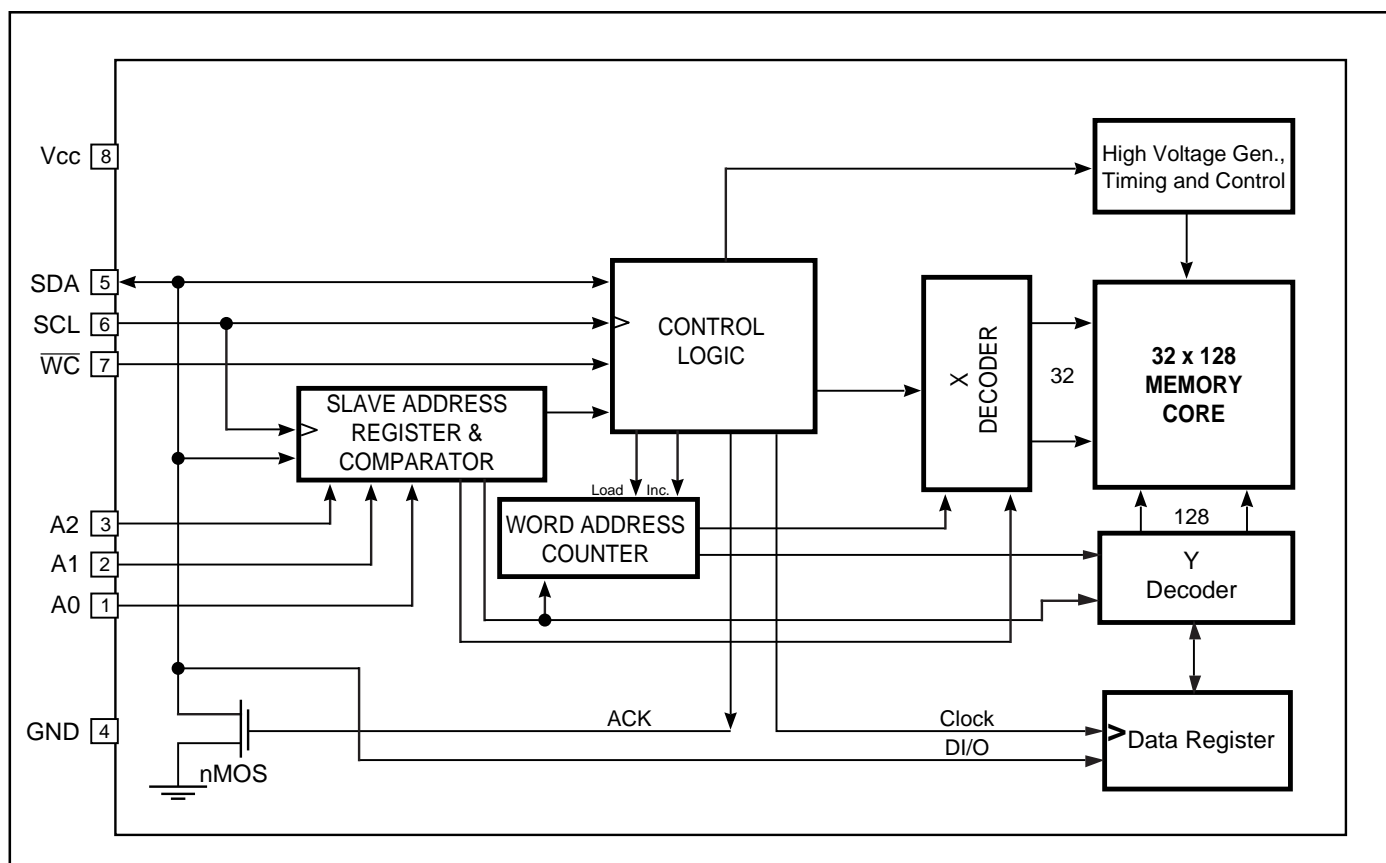 Vcc 8
High Voltage Gen.,
Timing and Control
SDA 5
SCL 6
WC 7
CONTROL
LOGIC
X
DECODER
32
32 x 128
MEMORY
CORE
SLAVE ADDRESS
REGISTER &
COMPARATOR
Load Inc.
A2 3
WORD ADDRESS
COUNTER
128
A1 2
Y
Decoder
A0 1
GND 4
ACK
Clock
DI/O
> Data Register
nMOS